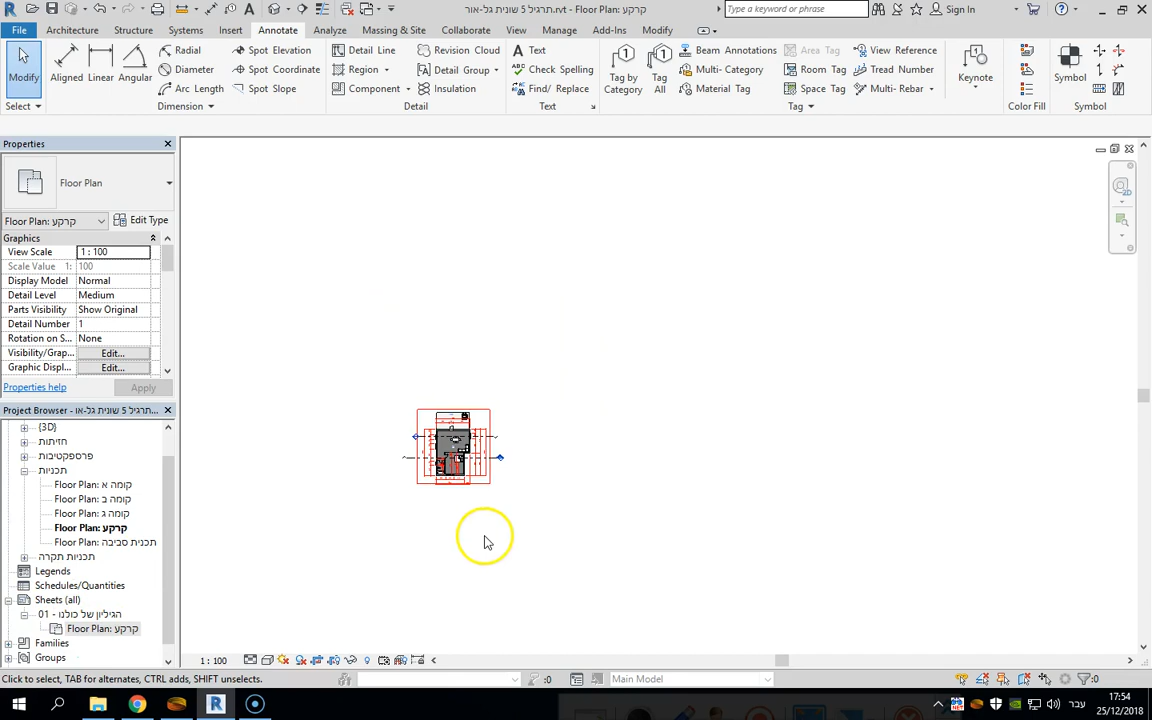 תרגיל 5 שונית גל-אור.rvt - Floor Plan: קרקע
Type a keyword or phrase
Sign In
File
Architecture
Structure
Systems
Insert
Annotate
Analyze
Massing & Site
Collaborate
View
Manage
Add-Ins
Modify
Modify
Aligned
Linear
Angular
Radial
Diameter
Arc Length
Spot Elevation
Spot Coordinate
Spot Slope
Detail Line
Region
Component
Revision Cloud
Detail Group
Insulation
Text
Check Spelling
Find/ Replace
Tag by Category
Tag All
Beam Annotations
Multi- Category
Material Tag
Area Tag
Room Tag
Space Tag
View Reference
Tread Number
Multi- Rebar
Keynote
Symbol
Select
Dimension
Detail
Text
Tag
Color Fill
Symbol
Properties
Floor Plan
Floor Plan: קרקע
Edit Type
Graphics
View Scale 1 : 100
Scale Value 1: 100
Display Model Normal
Detail Level Medium
Parts Visibility Show Original
Detail Number 1
Rotation on S... None
Visibility/Grap... Edit...
Graphic Displ... Edit...
Properties help
Apply
Project Browser - תרגיל 5 שונית גל-או...
{3D}
חזיתות
פרספקטיבות
תכניות
Floor Plan: קומה א
Floor Plan: קומה ב
Floor Plan: קומה ג
Floor Plan: קרקע
Floor Plan: תכנית סביבה
תכניות תקרה
Legends
Schedules/Quantities
Sheets (all)
01 - הגיליון של כולנו
Floor Plan: קרקע
Families
Groups
1 : 100
Click to select, TAB for alternates, CTRL adds, SHIFT unselects.
:0
Main Model
:0
עבר
17:54
25/12/2018